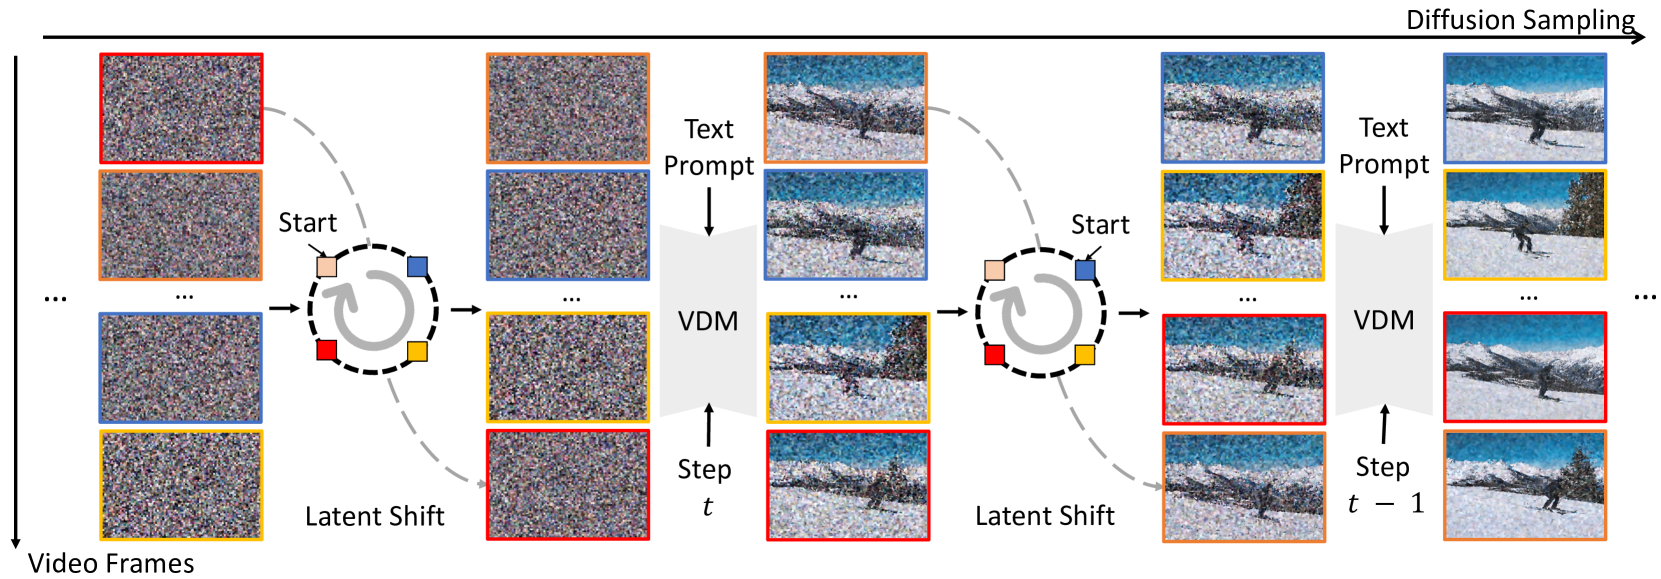 Diffusion Sampling
Text
Prompt
Text
Prompt
Start
Start
...
...
...
...
...
...
...
VDM
VDM
Step
t
Step
t − 1
Latent Shift
Latent Shift
Video Frames